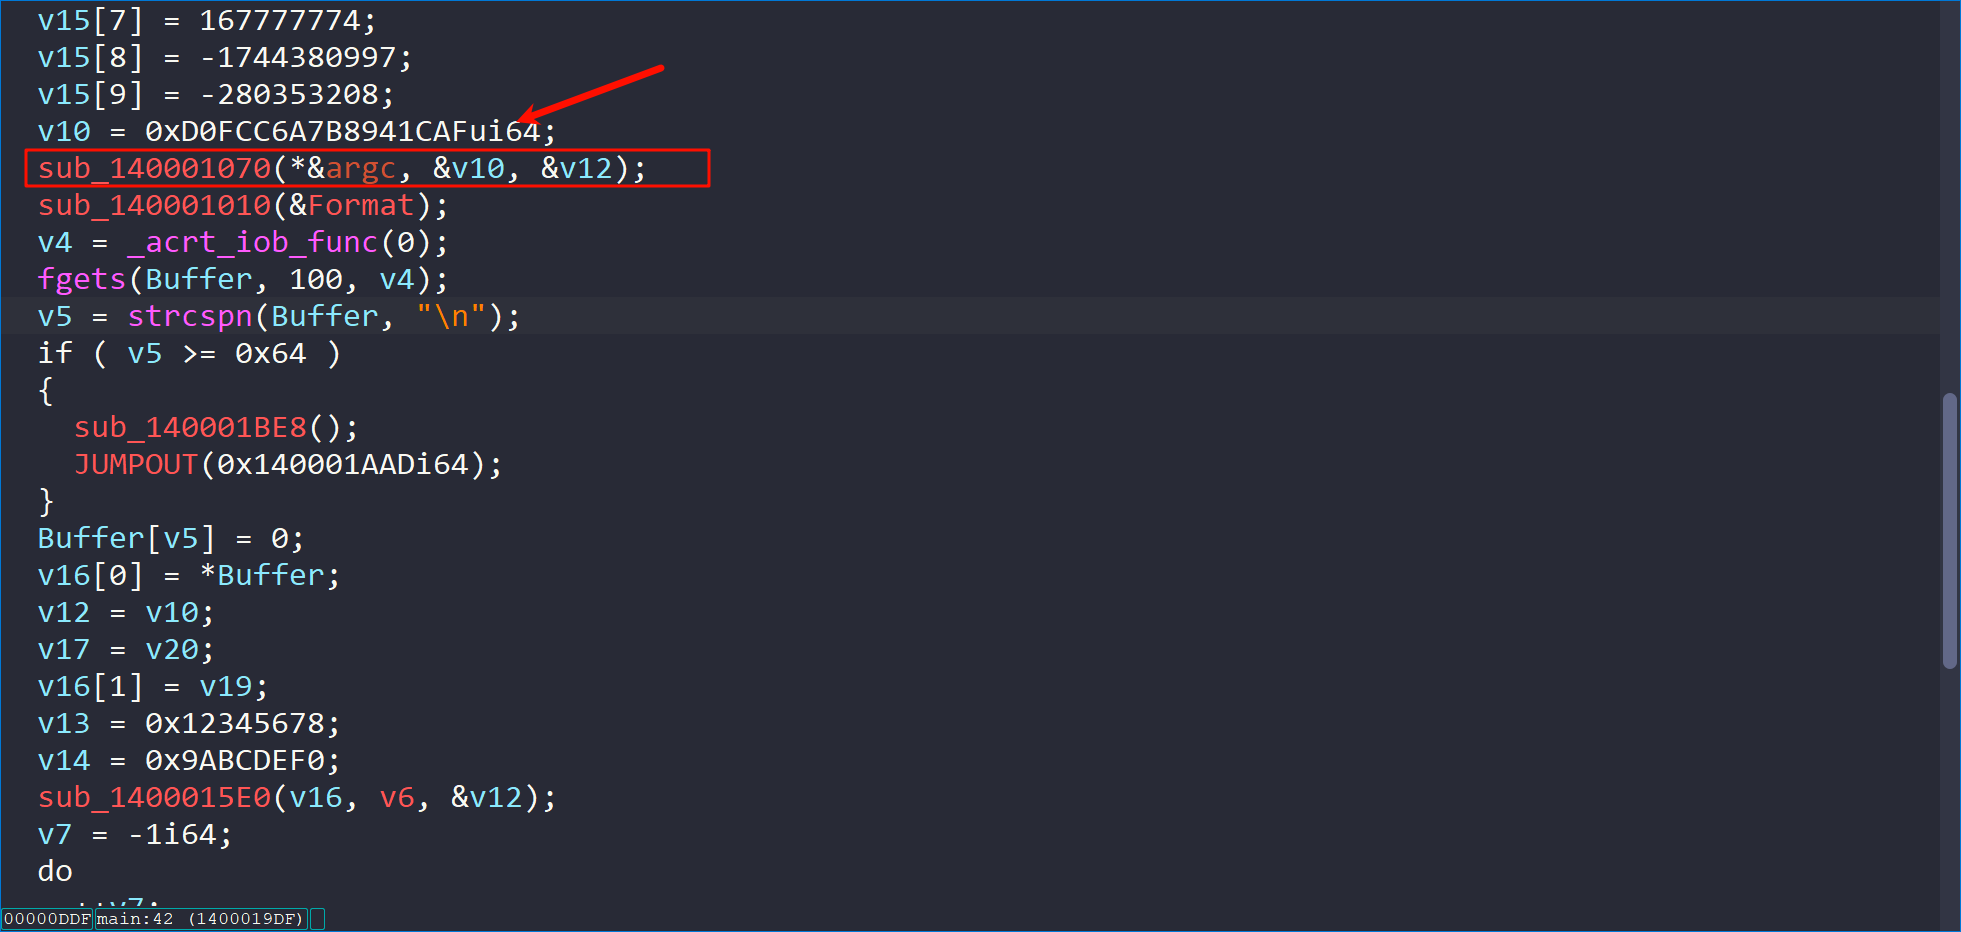 v15[7] = 167777774;
v15[8] = -1744380997;
v15[9] = -280353208;
v10 = 0xD0FCC6A7B8941CAFui64;
sub_140001070(*&argc, &v10, &v12);
sub_140001010(&Format);
v4 = _acrt_iob_func(0);
fgets(Buffer, 100, v4);
v5 = strcspn(Buffer, "\n");
if ( v5 >= 0x64 )
{
sub_140001BE8();
JUMPOUT(0x140001AADi64);
}
Buffer[v5] = 0;
v16[0] = *Buffer;
v12 = v10;
v17 = v20;
v16[1] = v19;
v13 = 0x12345678;
v14 = 0x9ABCDEF0;
sub_1400015E0(v16, v6, &v12);
v7 = -1i64;
do
++v7;
00000DDF main:42 (1400019DF)